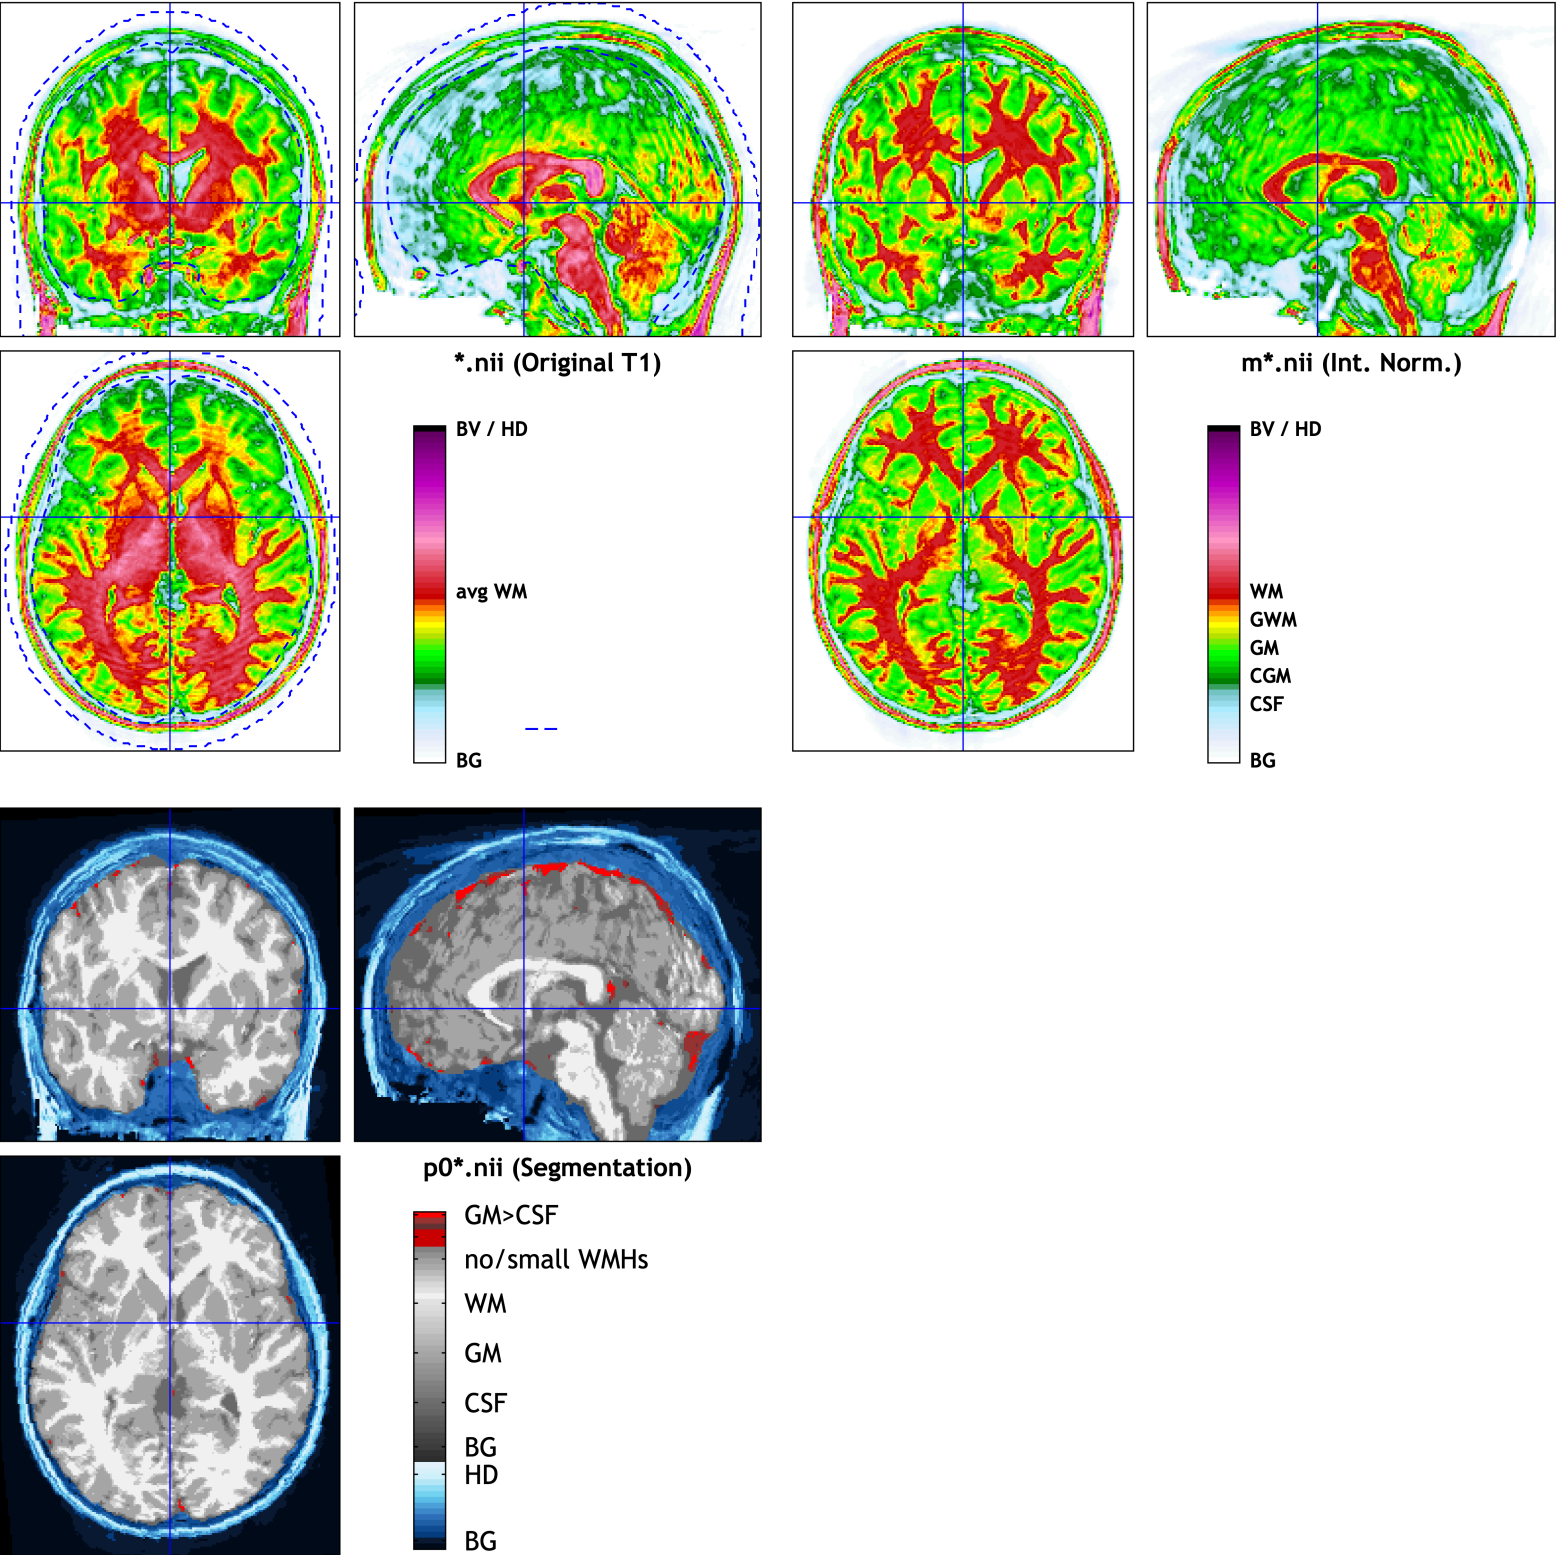 *.nii (Original T1)
BV / HD
avg WM
BG
m*.nii (Int. Norm.)
BV / HD
WM
GWM
GM
CGM
CSF
BG
p0*.nii (Segmentation)
GM>CSF
no/small WMHs
WM
GM
CSF
BG
HD
BG